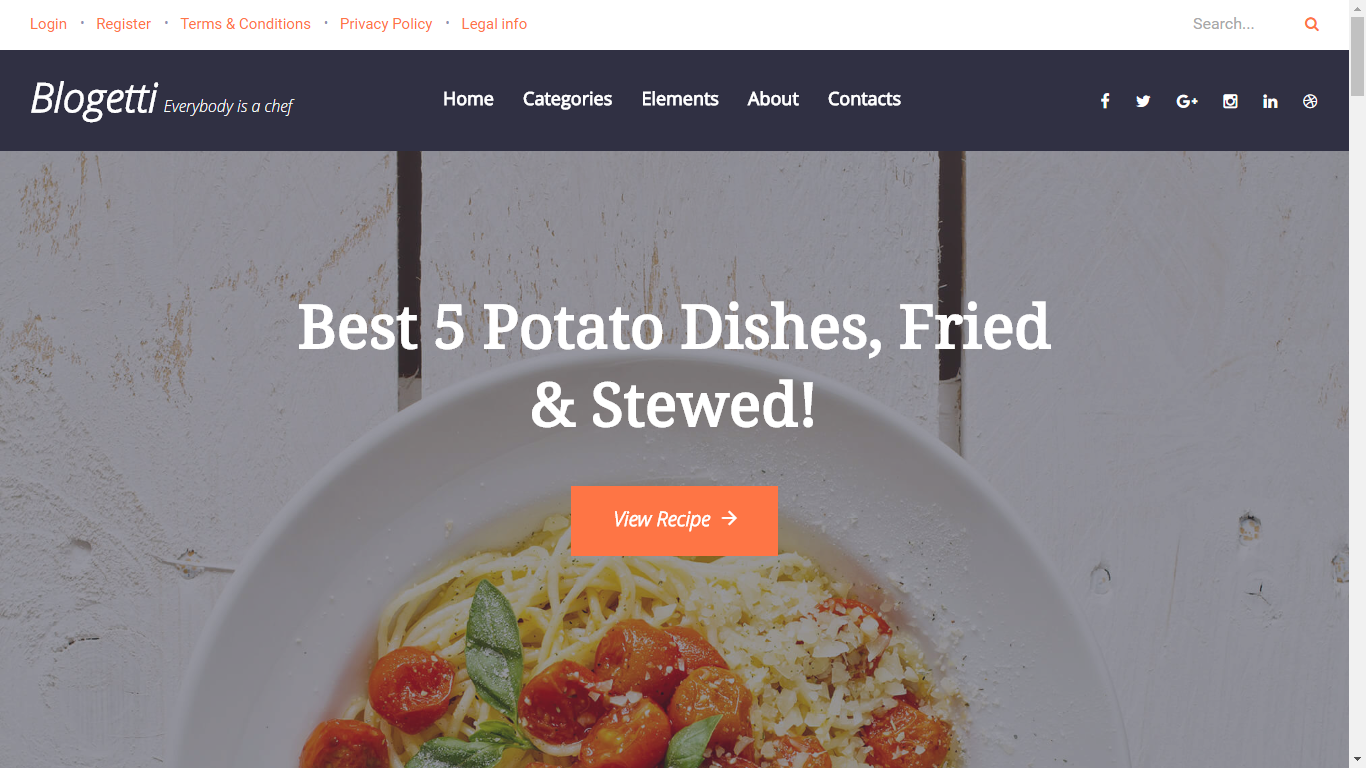 Login • Register • Terms & Conditions • Privacy Policy • Legal info
Search...
Blogetti Everybody is a chef
Home Categories Elements About Contacts
Best 5 Potato Dishes, Fried
& Stewed!
View Recipe →